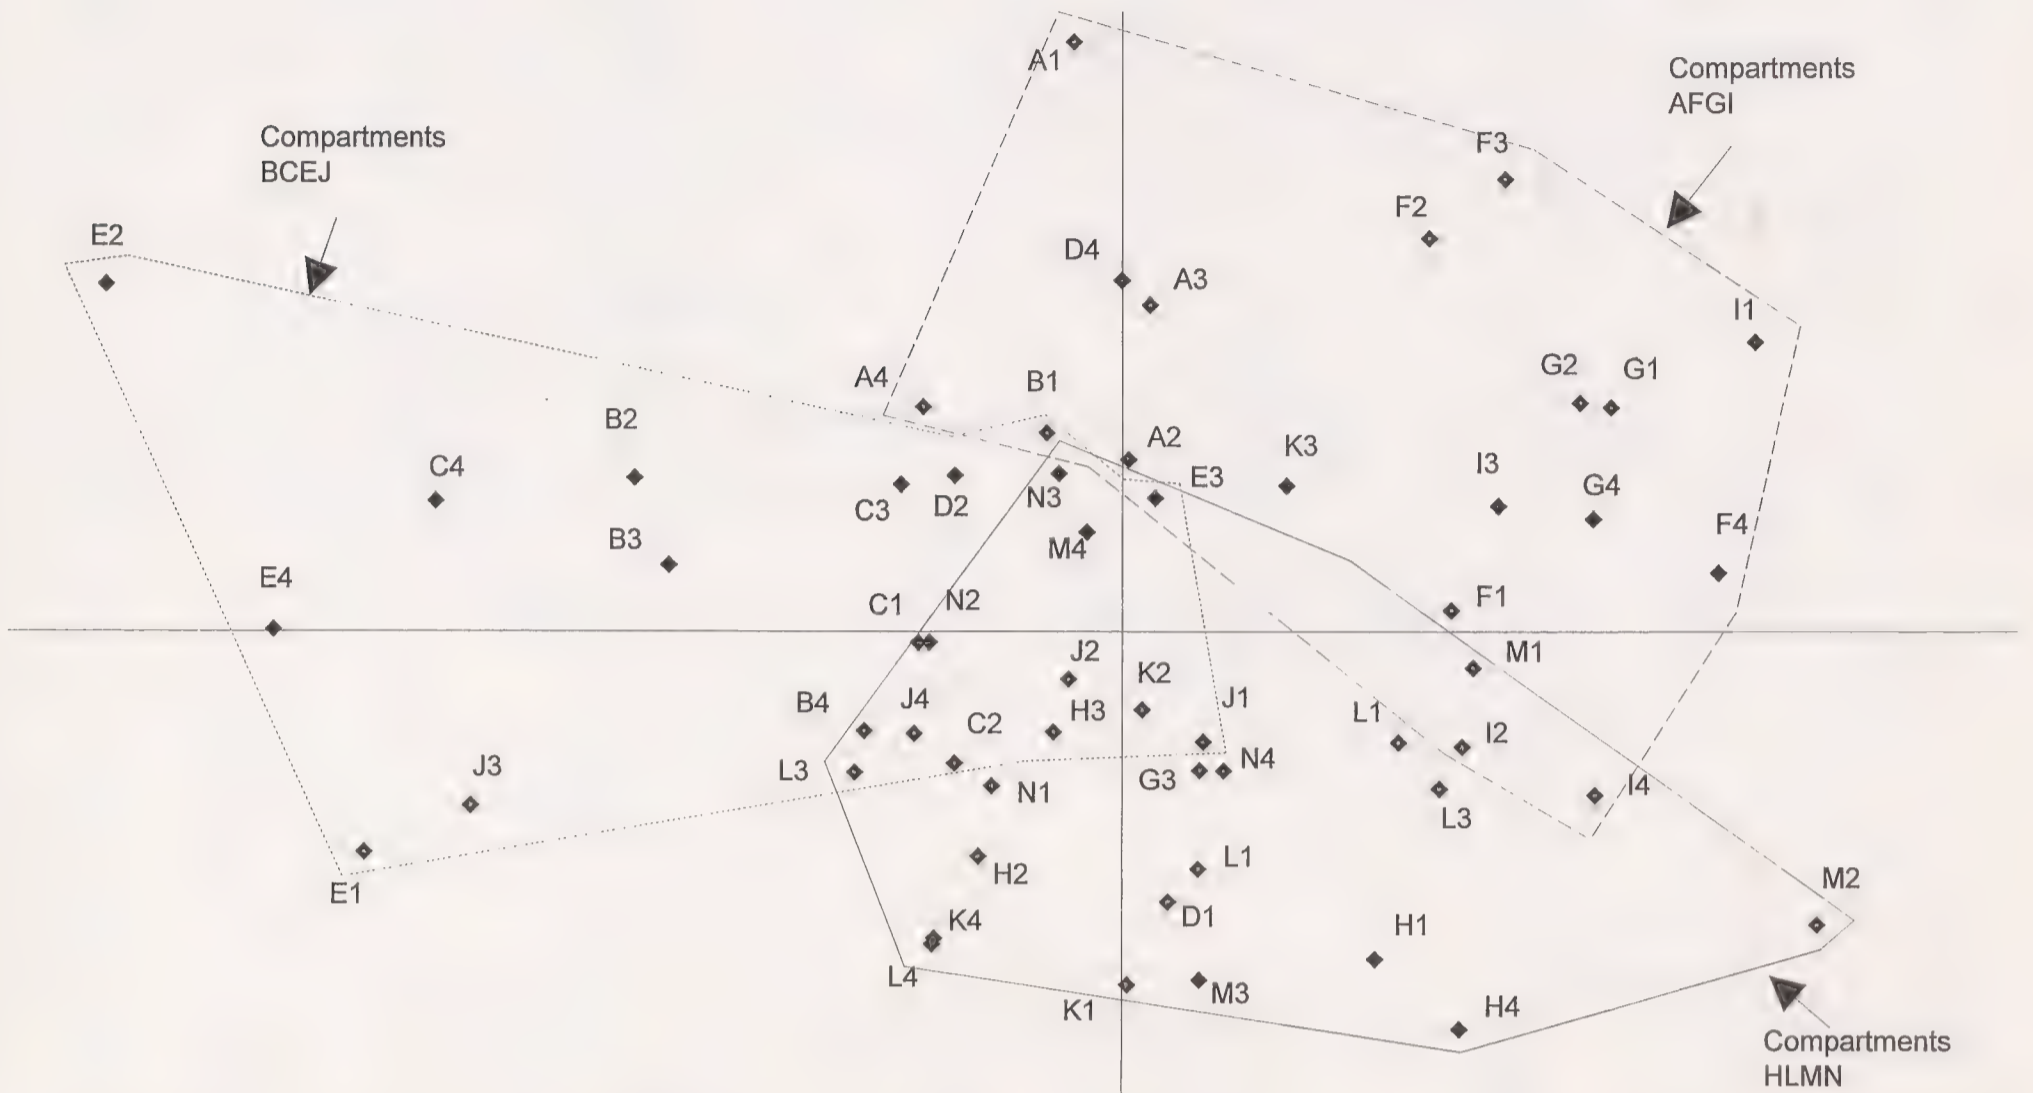 A1
Compartments
AFGI
Compartments
BCEJ
F3
F2
E2
D4
A3
I1
A4
B1
G2
G1
B2
A2
K3
C4
E3
I3
G4
C3
D2
N3
F4
B3
M4
E4
C1
N2
F1
J2
M1
K2
B4
J4
C2
H3
J1
L1
I2
J3
L3
N1
G3
N4
I4
L3
E1
H2
L1
M2
K4
D1
H1
L4
K1
M3
H4
Compartments
HLMN